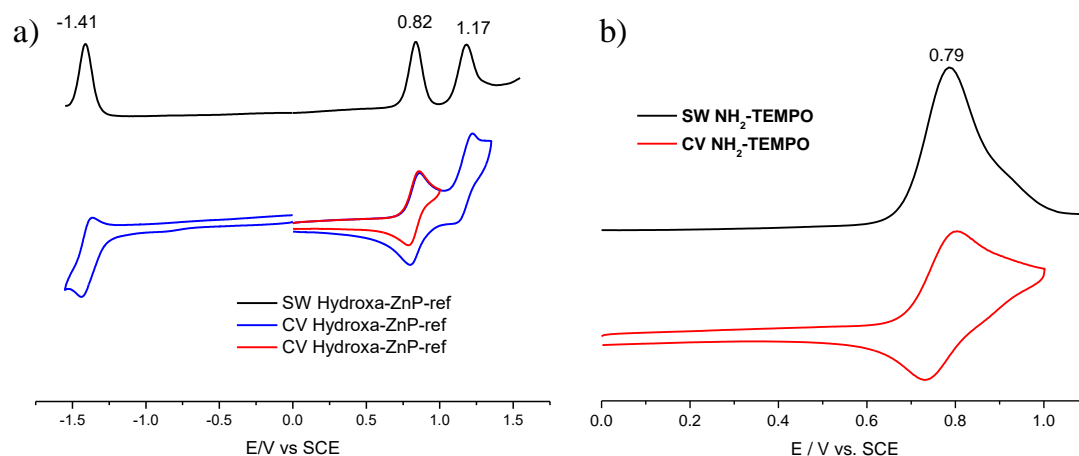 a)
-1.41
0.82
1.17
SW Hydroxa-ZnP-ref
CV Hydroxa-ZnP-ref
CV Hydroxa-ZnP-ref
-1.5 -1.0 -0.5 0.0 0.5 1.0 1.5
E/V vs SCE
b)
0.79
SW NH₂-TEMPO
CV NH₂-TEMPO
0.0 0.2 0.4 0.6 0.8 1.0
E / V vs. SCE